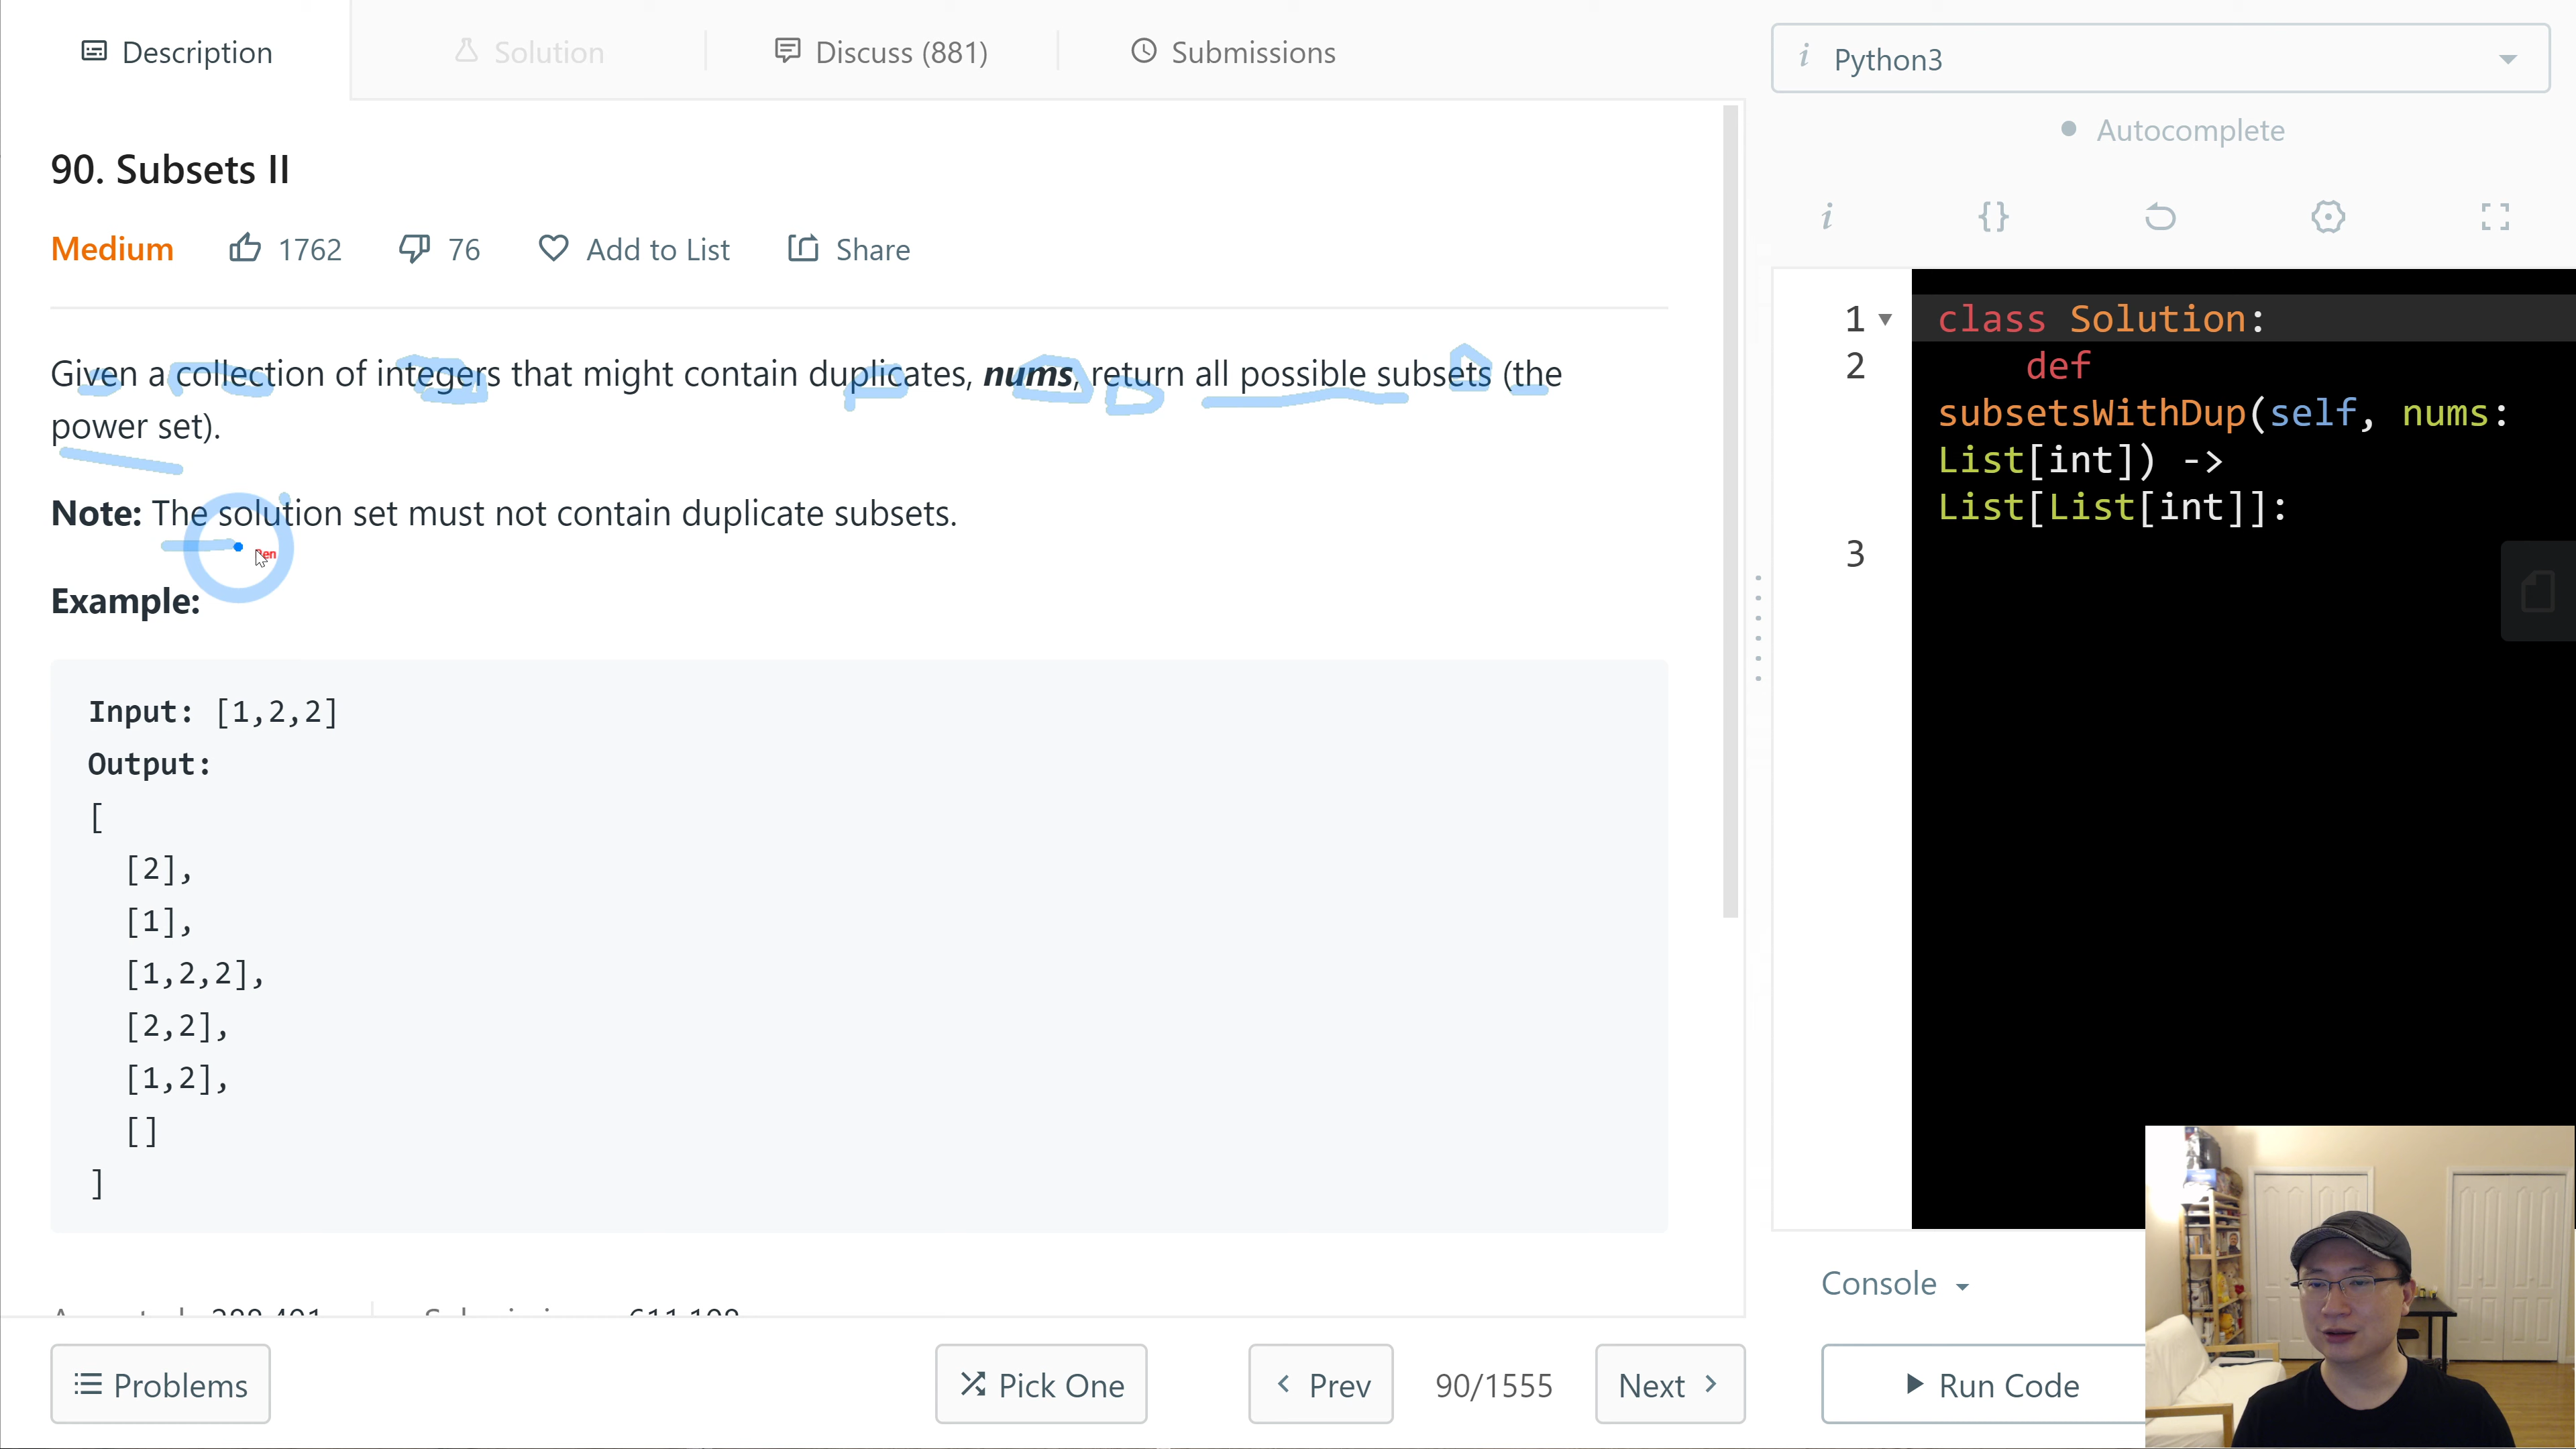 Description
Solution
Discuss (881)
Submissions
90. Subsets II
Medium
1762
76
Add to List
Share
Given a collection of integers that might contain duplicates, nums, return all possible subsets (the
power set).
Note: The solution set must not contain duplicate subsets.
Example:
Input: [1,2,2]
Output:
[
[2],
[1],
[1,2,2],
[2,2],
[1,2],
[]
]
Problems
Pick One
Prev
90/1555
Next
i Python3
Autocomplete
i {}
1 class Solution:
2 def
subsetsWithDup(self, nums:
List[int]) ->
List[List[int]]:
3
Console
Run Code